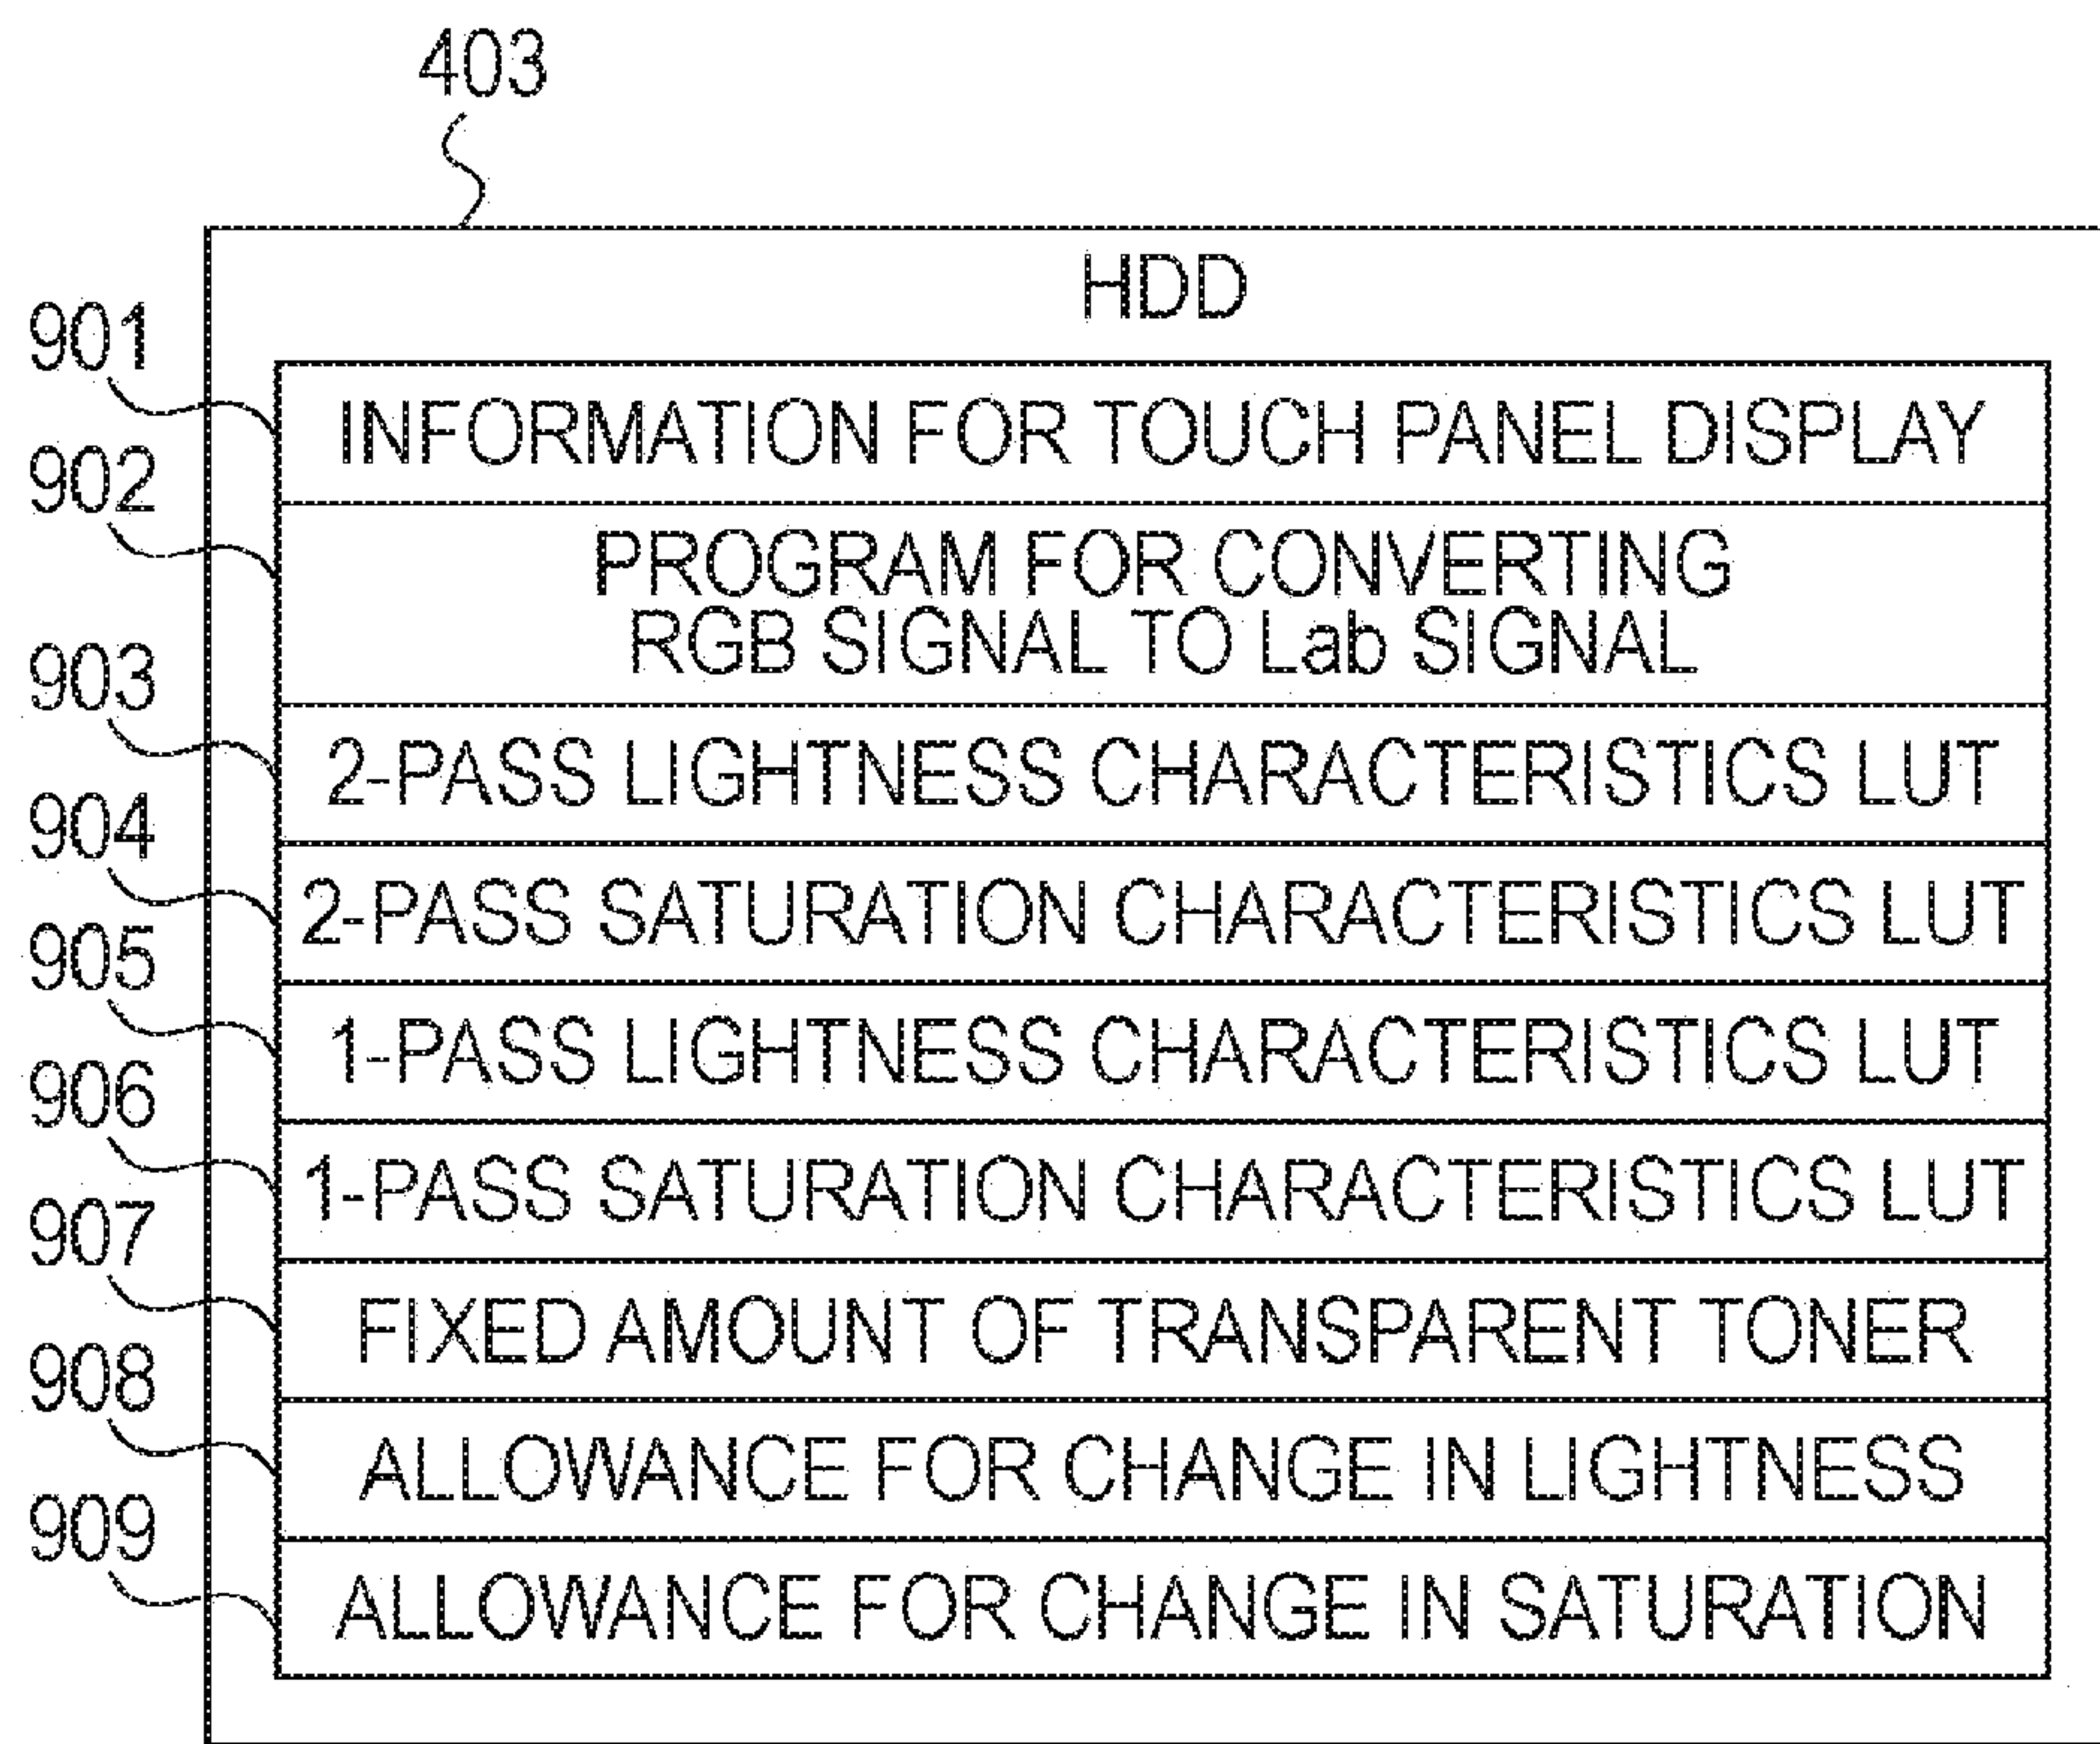 403
HDD
901
INFORMATION FOR TOUCH PANEL DISPLAY
902
PROGRAM FOR CONVERTING
RGB SIGNAL TO Lab SIGNAL
903
2-PASS LIGHTNESS CHARACTERISTICS LUT
904
2-PASS SATURATION CHARACTERISTICS LUT
905
1-PASS LIGHTNESS CHARACTERISTICS LUT
906
1-PASS SATURATION CHARACTERISTICS LUT
907
FIXED AMOUNT OF TRANSPARENT TONER
908
ALLOWANCE FOR CHANGE IN LIGHTNESS
909
ALLOWANCE FOR CHANGE IN SATURATION